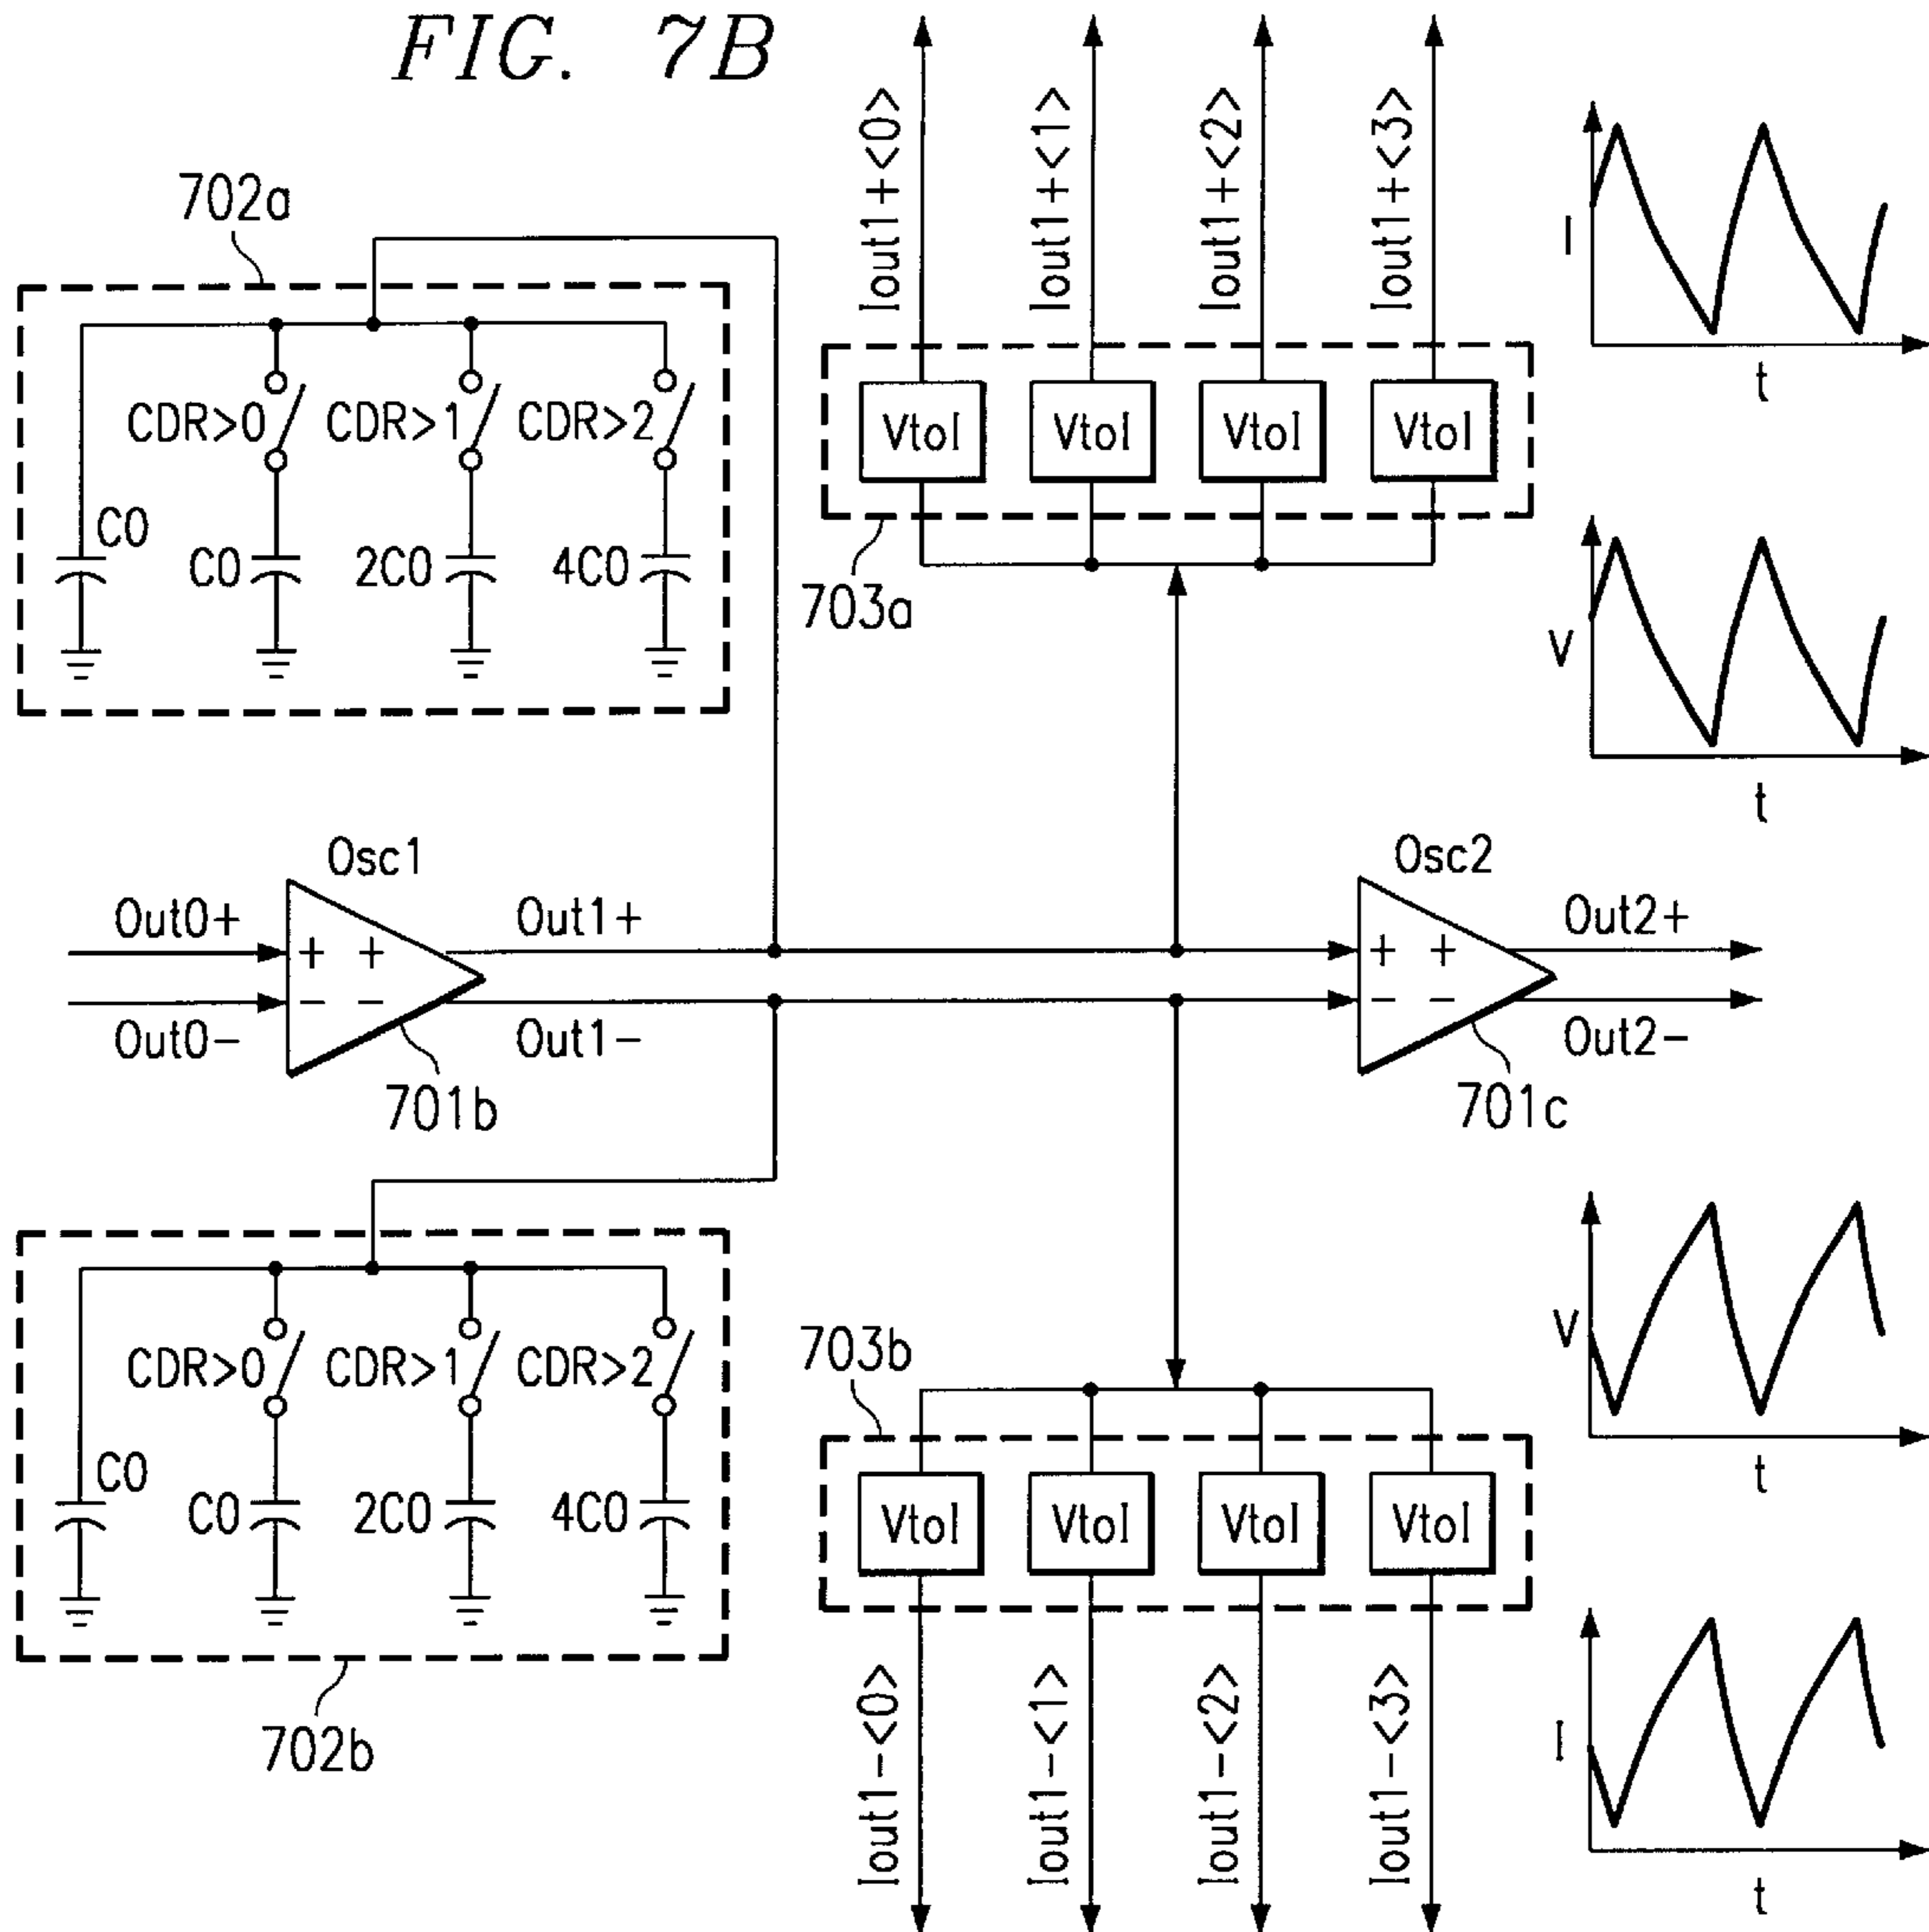 FIG. 7B
Iout1+<0>
Iout1+<1>
Iout1+<2>
Iout1+<3>
I
t
702a
CDR>0
CDR>1
CDR>2
C0
C0
2C0
4C0
VtoI
VtoI
VtoI
VtoI
703a
V
t
Osc1
Out0+
Out0-
+ +
- -
Out1+
Out1-
701b
Osc2
+ +
- -
Out2+
Out2-
701c
CDR>0
CDR>1
CDR>2
C0
C0
2C0
4C0
702b
703b
VtoI
VtoI
VtoI
VtoI
V
t
Iout1-<0>
Iout1-<1>
Iout1-<2>
Iout1-<3>
I
t